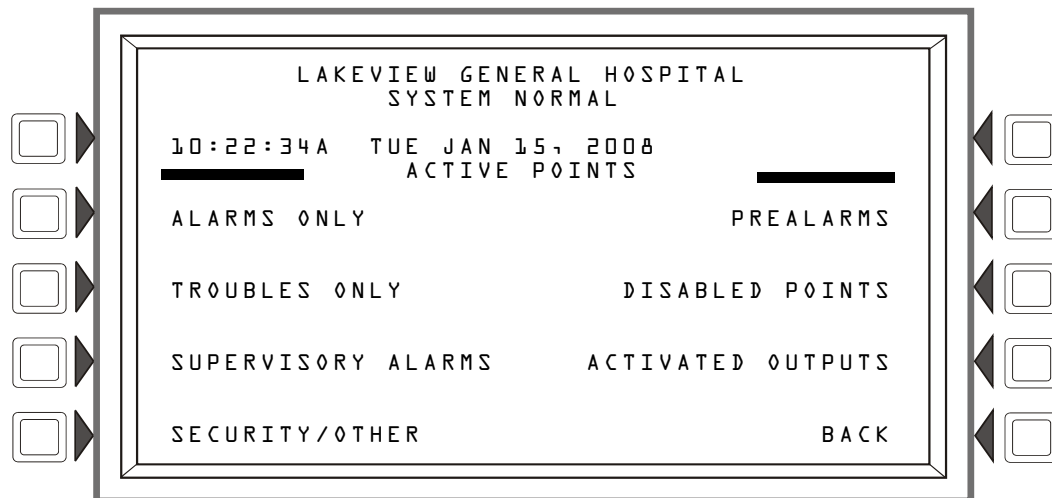 LAKEVIEW GENERAL HOSPITAL
SYSTEM NORMAL
10:22:34A TUE JAN 15, 2008
ACTIVE POINTS
ALARMS ONLY PREALARMS
TROUBLES ONLY DISABLED POINTS
SUPERVISORY ALARMS ACTIVATED OUTPUTS
SECURITY/OTHER BACK